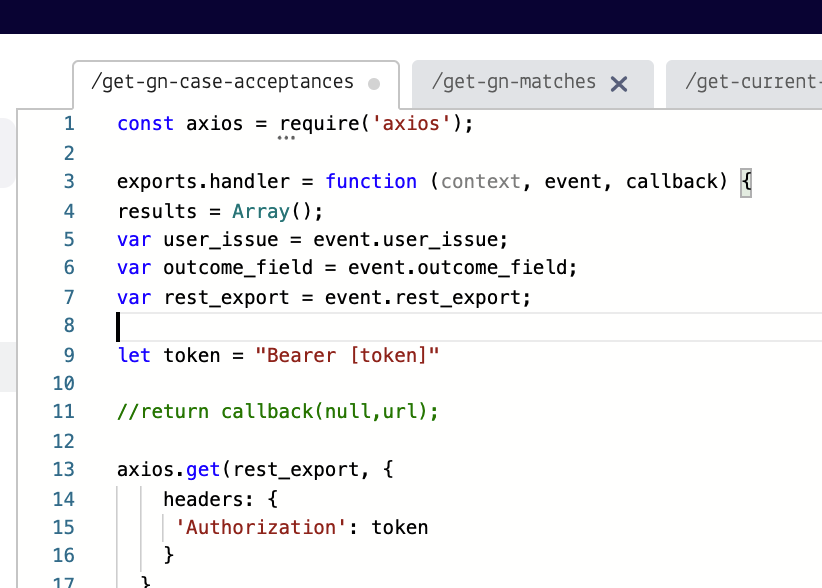 /get-gn-case-acceptances /get-gn-matches /get-current-
1 const axios = require('axios');
2
3 exports.handler = function (context, event, callback) {
4 results = Array();
5 var user_issue = event.user_issue;
6 var outcome_field = event.outcome_field;
7 var rest_export = event.rest_export;
8
9 let token = "Bearer [token]"
10
11 //return callback(null,url);
12
13 axios.get(rest_export, {
14 headers: {
15 'Authorization': token
16 }
17 }